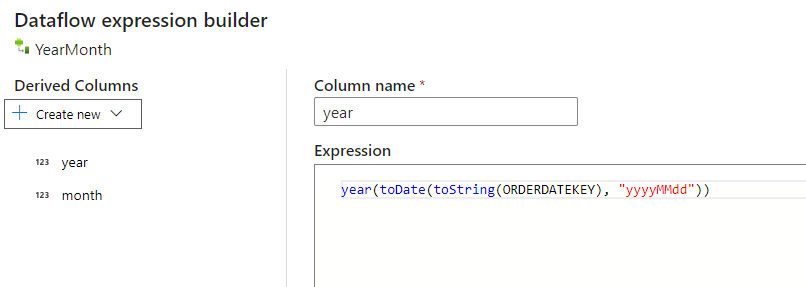 Dataflow expression builder
YearMonth
Derived Columns
Create new
123 year
123 month
Column name *
year
Expression
year(toDate(toString(ORDERDATEKEY), "yyyyMMdd"))